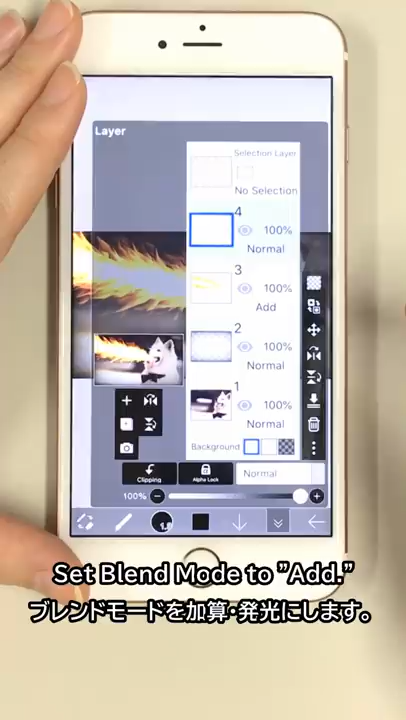 Layer
Selection Layer
No Selection
4
100%
Normal
3
100%
Add
2
100%
Normal
1
100%
Normal
Background
Clipping
Alpha Lock
Normal
100%
Set Blend Mode to "Add."
ブレンドモードを加算・発光にします。